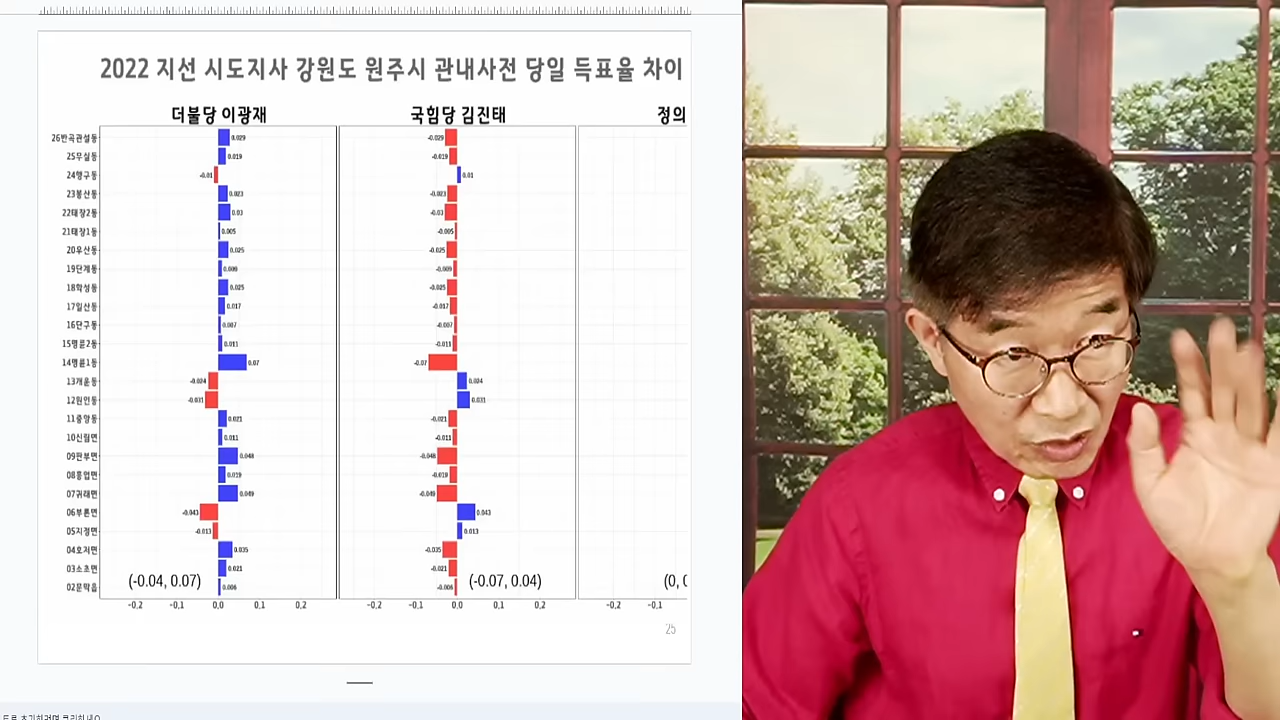 2022 지선 시도지사 강원도 원주시 관내사전 당일 득표율 차이
더불당 이광재 국힘당 김진태 정의
26반곡관설동 0.029 -0.029
25무실동 0.019 -0.019
24행구동 -0.01 0.01
23봉산동 0.023 -0.023
22태장2동 0.03 -0.03
21태장1동 0.005 -0.005
20우산동 0.025 -0.025
19단계동 0.009 -0.009
18학성동 0.025 -0.025
17일산동 0.017 -0.017
16단구동 0.007 -0.007
15명륜2동 0.011 -0.011
14명륜1동 0.07 -0.07
13개운동 -0.024 0.024
12원인동 -0.031 0.031
11중앙동 0.021 -0.021
10신림면 0.011 -0.011
09판부면 0.048 -0.048
08흥업면 0.019 -0.019
07귀래면 0.049 -0.049
06부론면 -0.043 0.043
05지정면 -0.013 0.013
04호저면 0.035 -0.035
03소초면 0.021 -0.021
02문막읍 0.006 -0.006
(-0.04, 0.07) (-0.07, 0.04) (0, 0
-0.2 -0.1 0.0 0.1 0.2 -0.2 -0.1 0.0 0.1 0.2 -0.2 -0.1
25